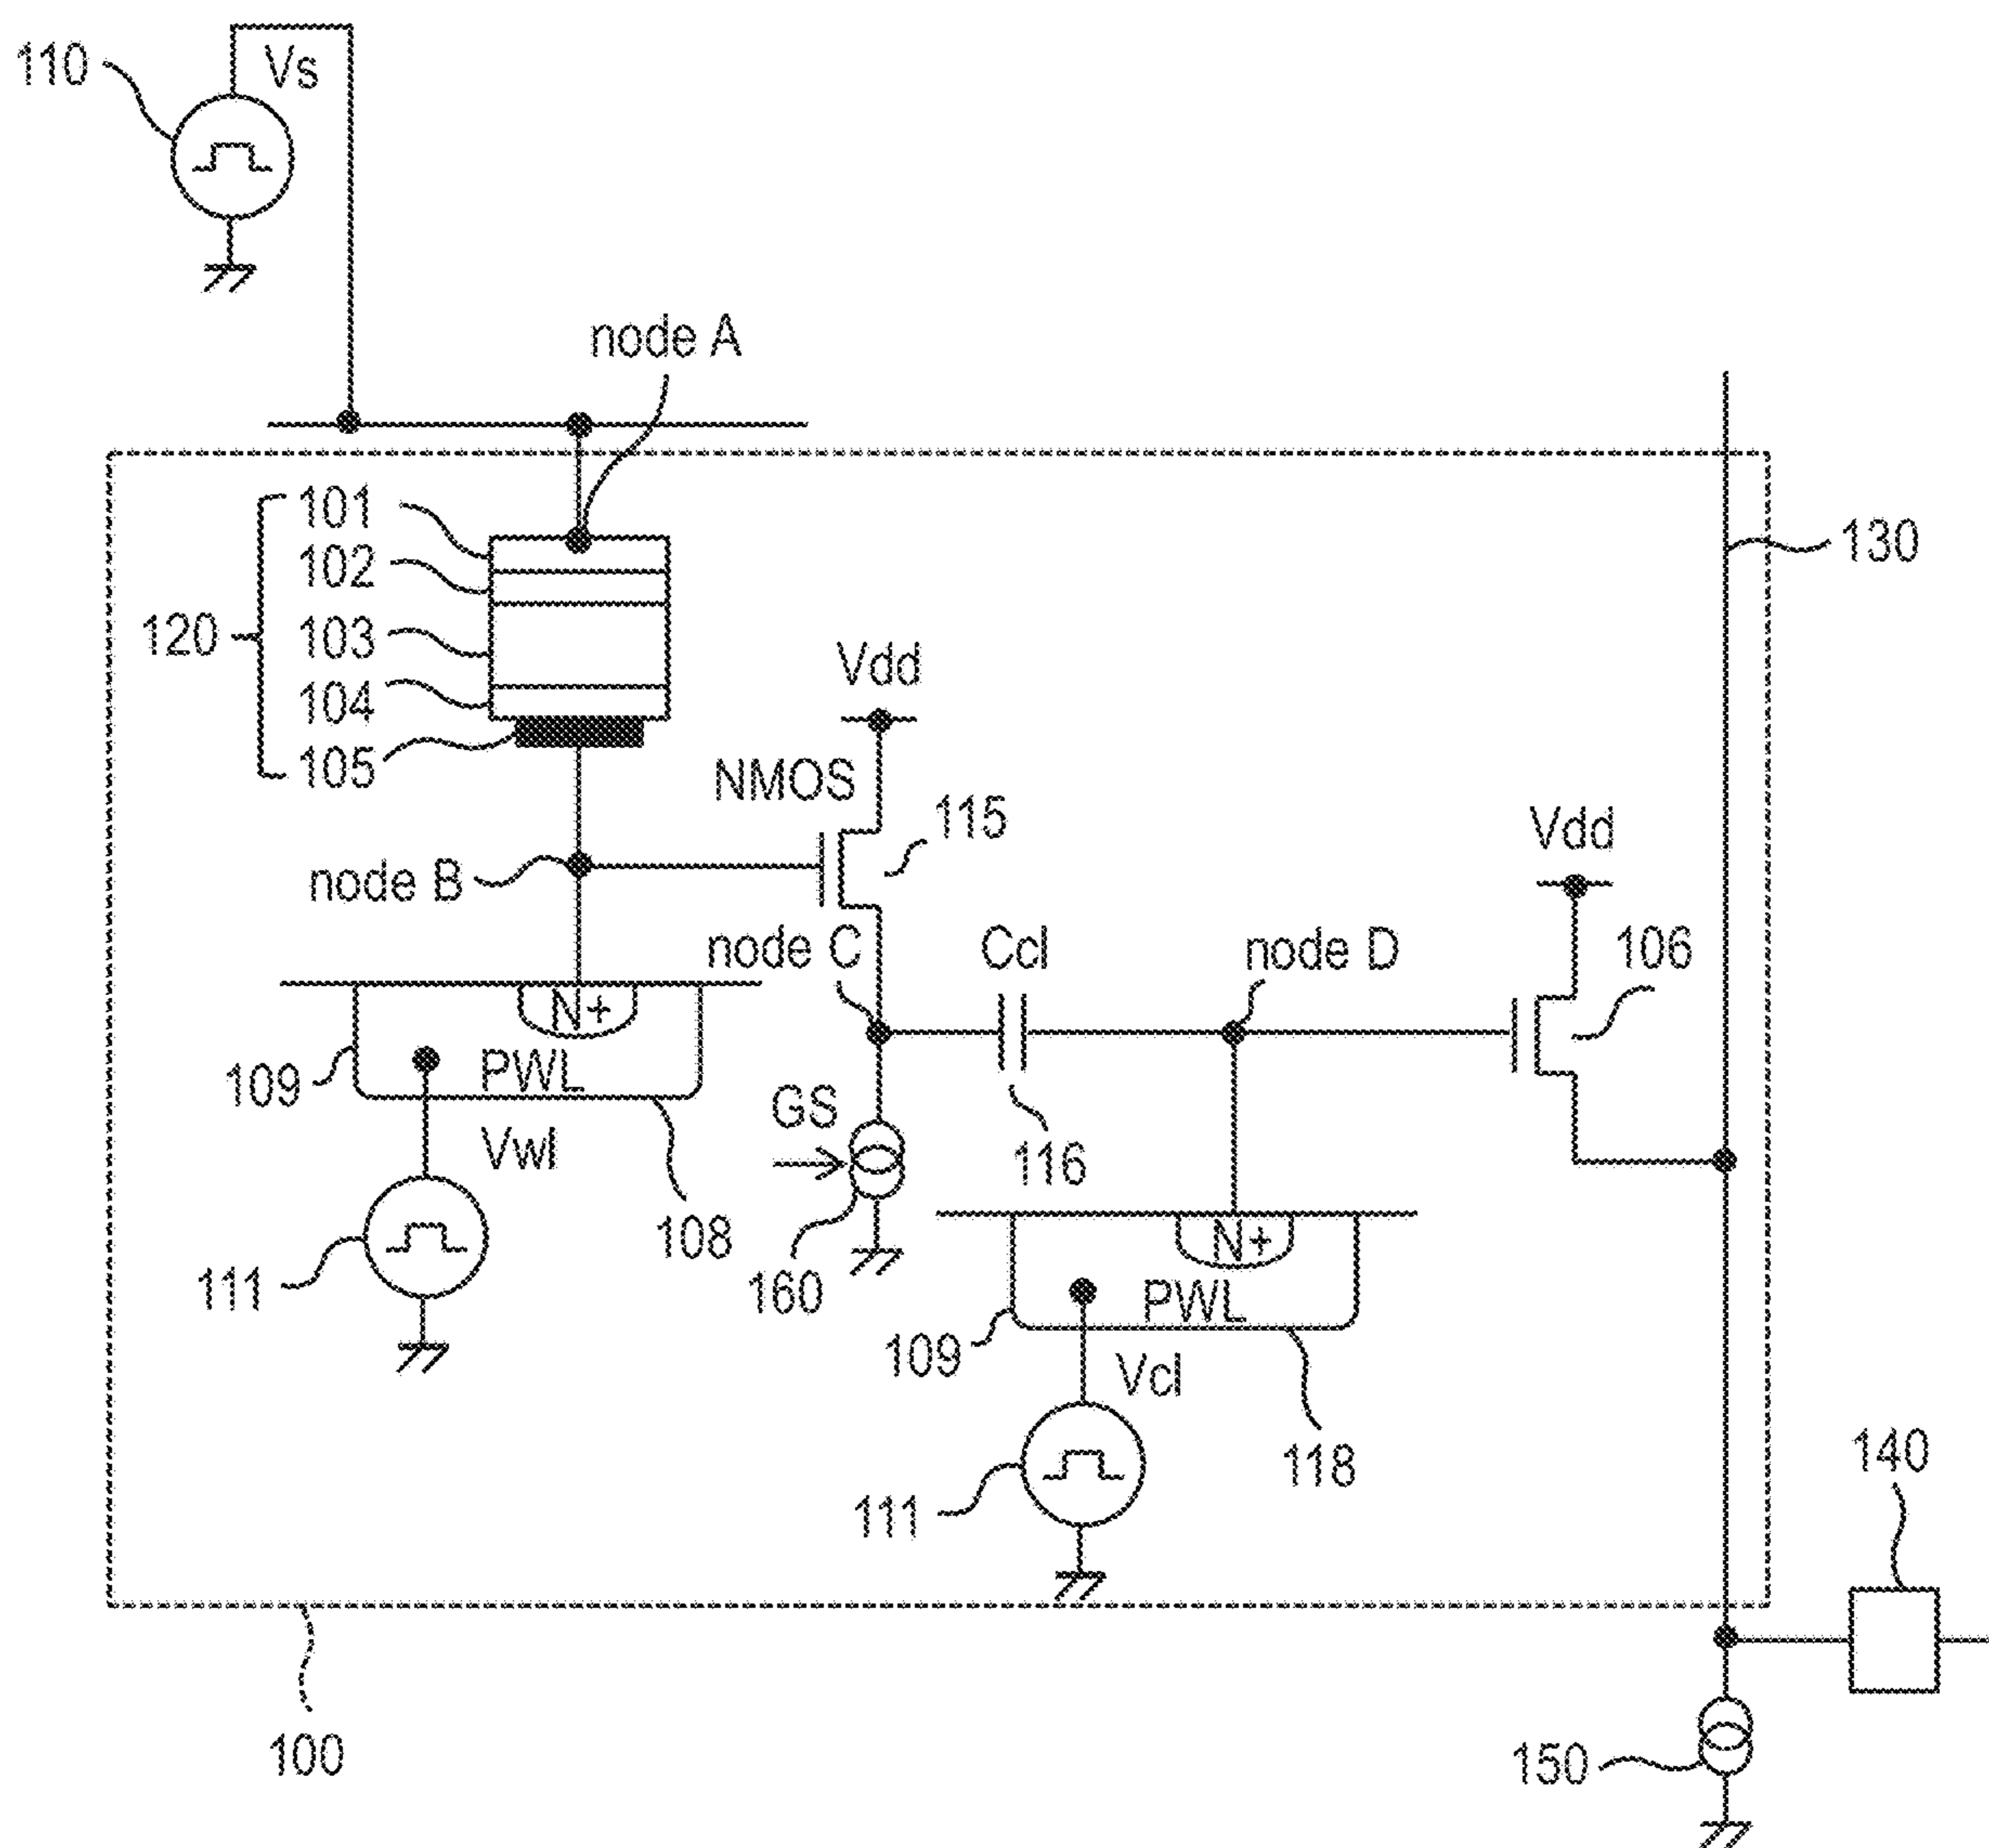 110
Vs
node A
101
102
103
104
105
120
130
Vdd
NMOS
115
Vdd
node B
node C
Ccl
node D
106
N+
PWL
109
Vwl
GS
116
108
111
160
N+
PWL
109
Vcl
118
111
140
100
150